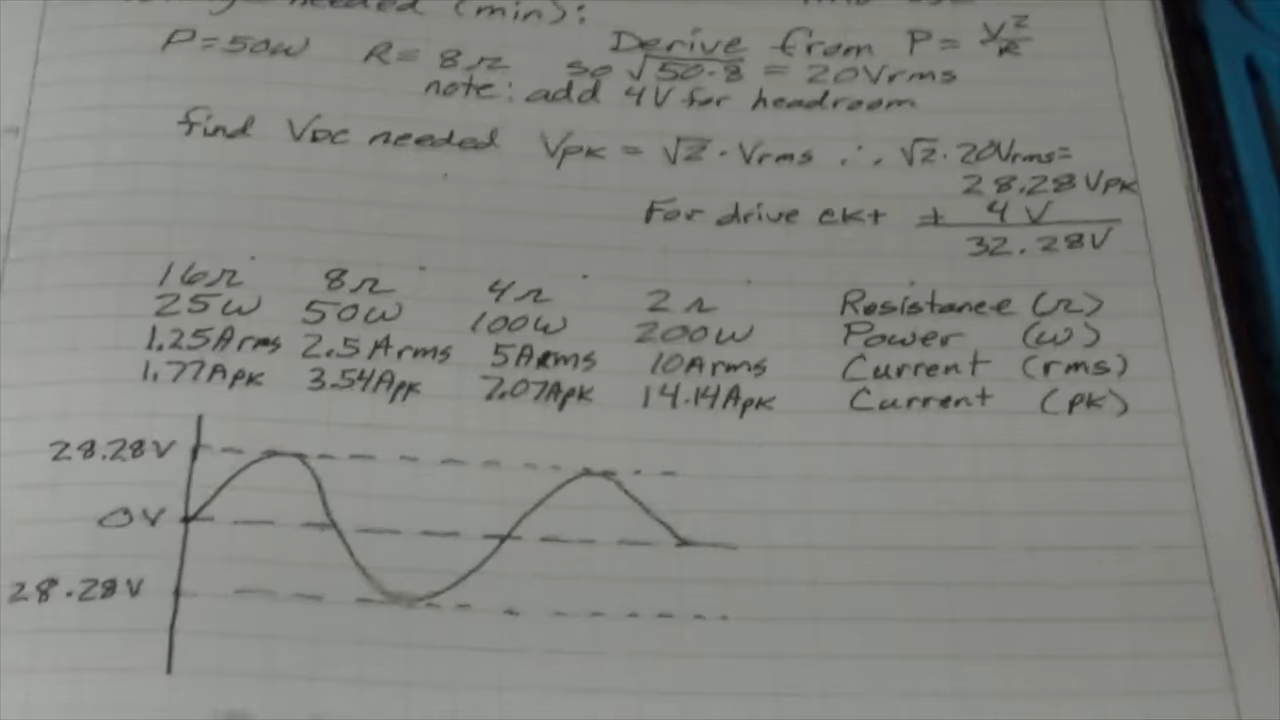 needed (min):
P=50W R=8Ω Derive from P=V²/R
so √50·8 = 20Vrms
note: add 4V for headroom
find VDC needed VPK = √2·Vrms ∴ √2·20Vrms=
28.28VPK
For drive ckt + 4V
32.28V
16Ω 8Ω 4Ω 2Ω Resistance (Ω)
25W 50W 100W 200W Power (W)
1.25Arms 2.5Arms 5Arms 10Arms Current (rms)
1.77Apk 3.54Apk 7.07Apk 14.14Apk Current (pk)
28.28V
0V
28.28V